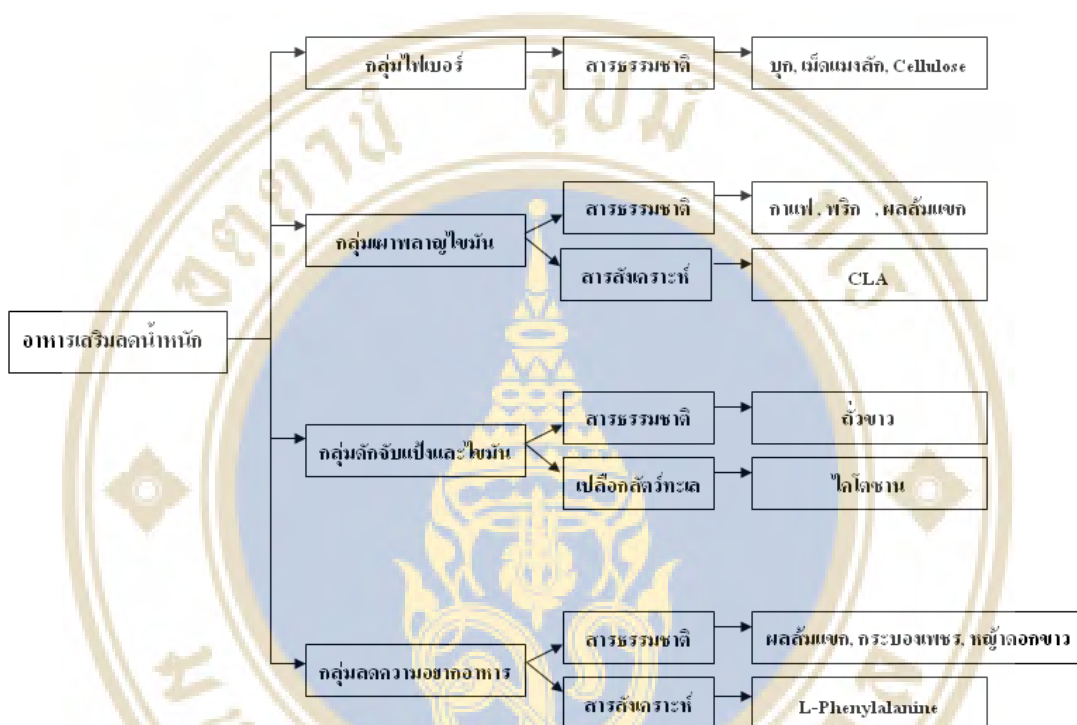 กลุ่มไฟเบอร์ สารธรรมชาติ บุก, เม็ดแมงลัก, Cellulose
สารธรรมชาติ กาแฟ , พริก , ผลส้มแขก
กลุ่มเผาพลาญไขมัน
สารสังเคราะห์ CLA
อาหารเสริมลดน้ำหนัก
สารธรรมชาติ ถั่วขาว
กลุ่มดักจับแป้งและไขมัน
เปลือกสัตว์ทะเล ไคโตซาน
สารธรรมชาติ ผลส้มแขก, กระบองเพชร, หญ้าดอกขาว
กลุ่มลดความอยากอาหาร
สารสังเคราะห์ L-Phenylalanine